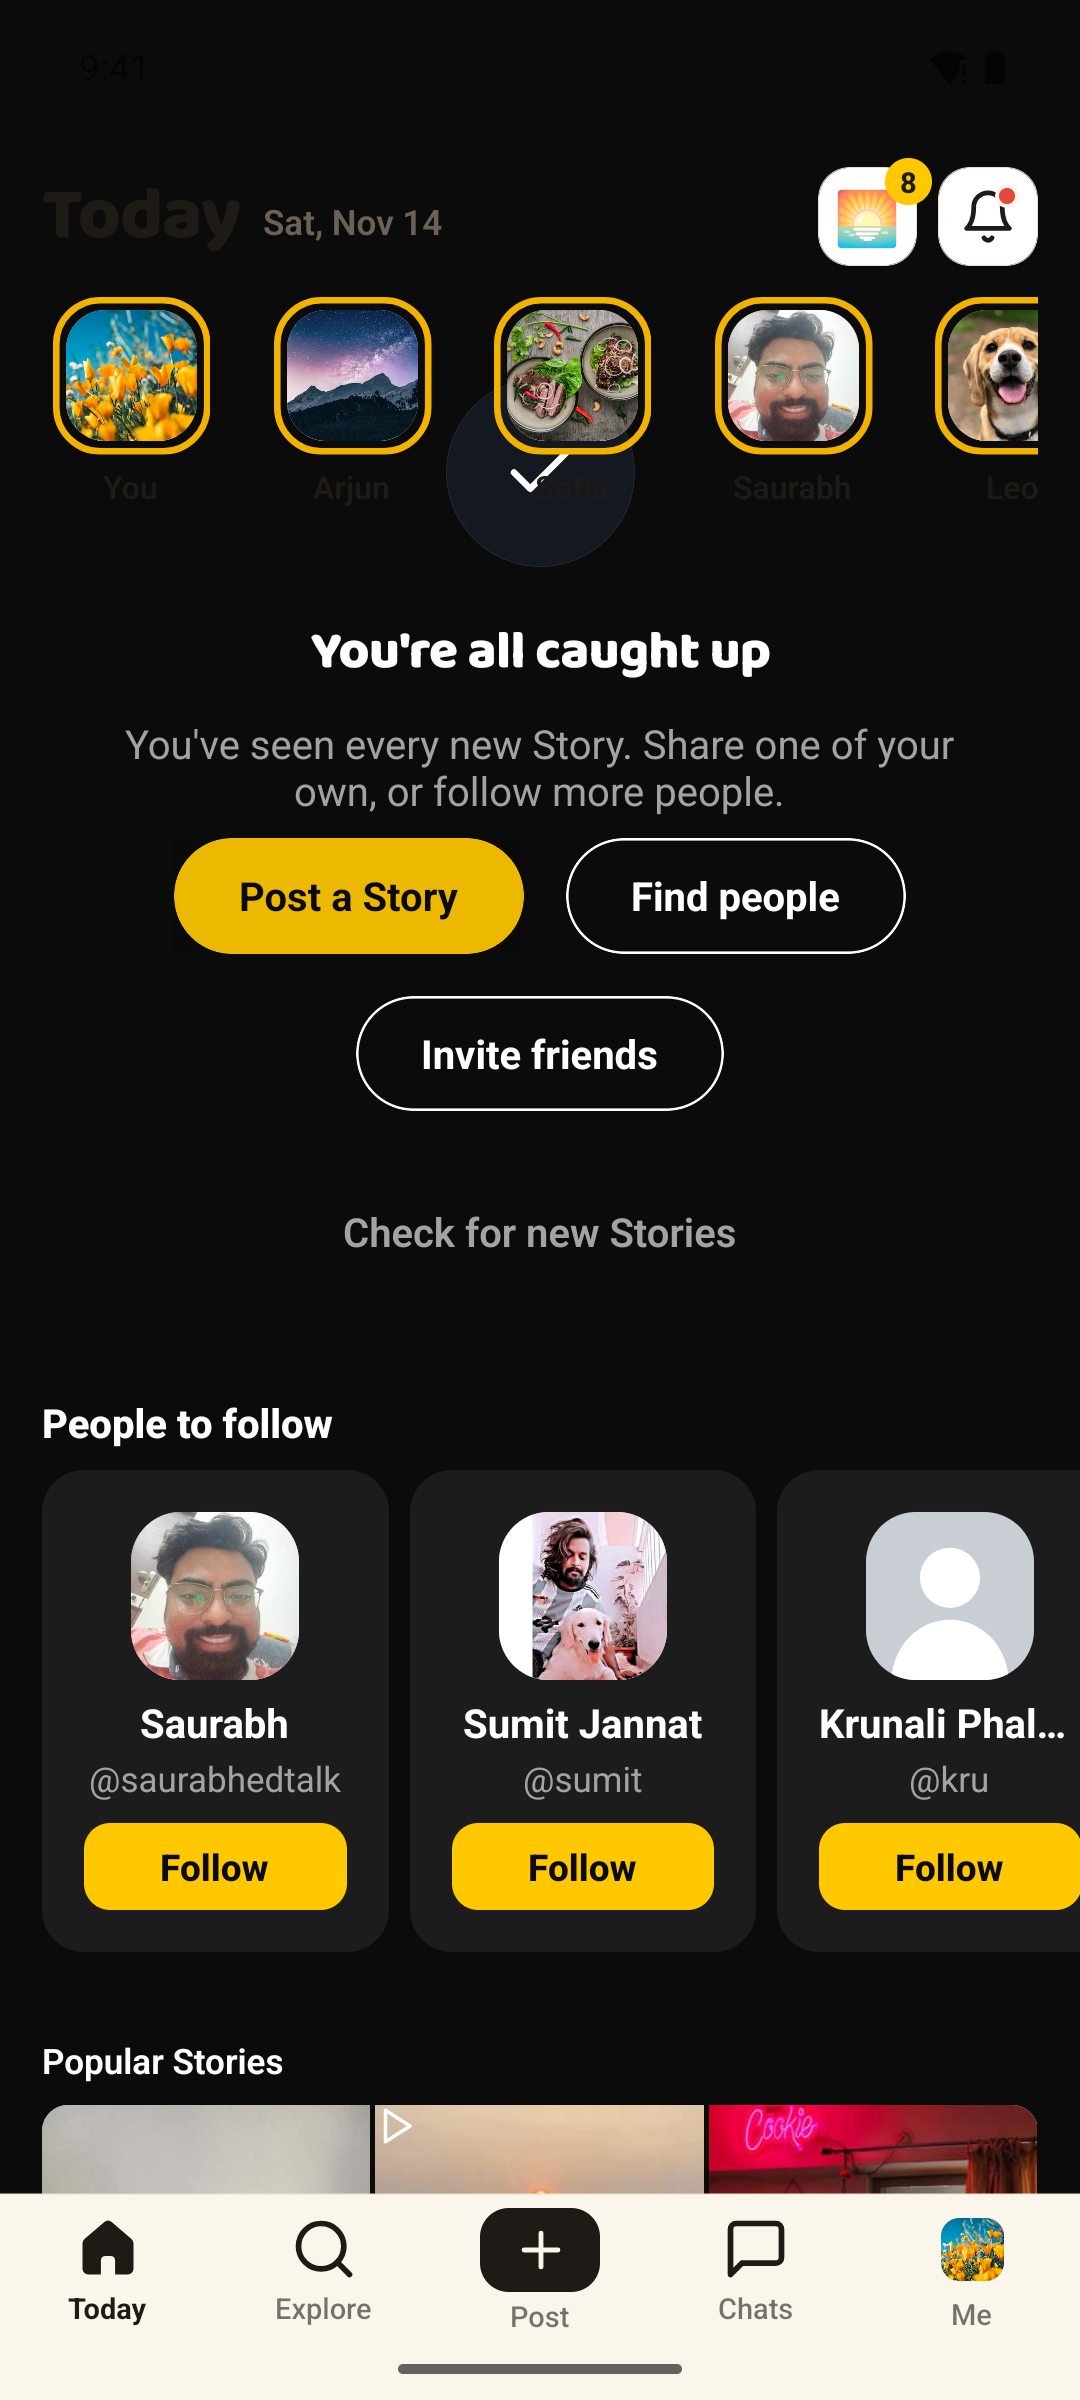 9:41
Today Sat, Nov 14
8
You
Arjun
Sofia
Saurabh
Leo
You're all caught up
You've seen every new Story. Share one of your
own, or follow more people.
Post a Story
Find people
Invite friends
Check for new Stories
People to follow
Saurabh
@saurabhedtalk
Follow
Sumit Jannat
@sumit
Follow
Krunali Phal...
@kru
Follow
Popular Stories
Cookie
Today
Explore
Post
Chats
Me